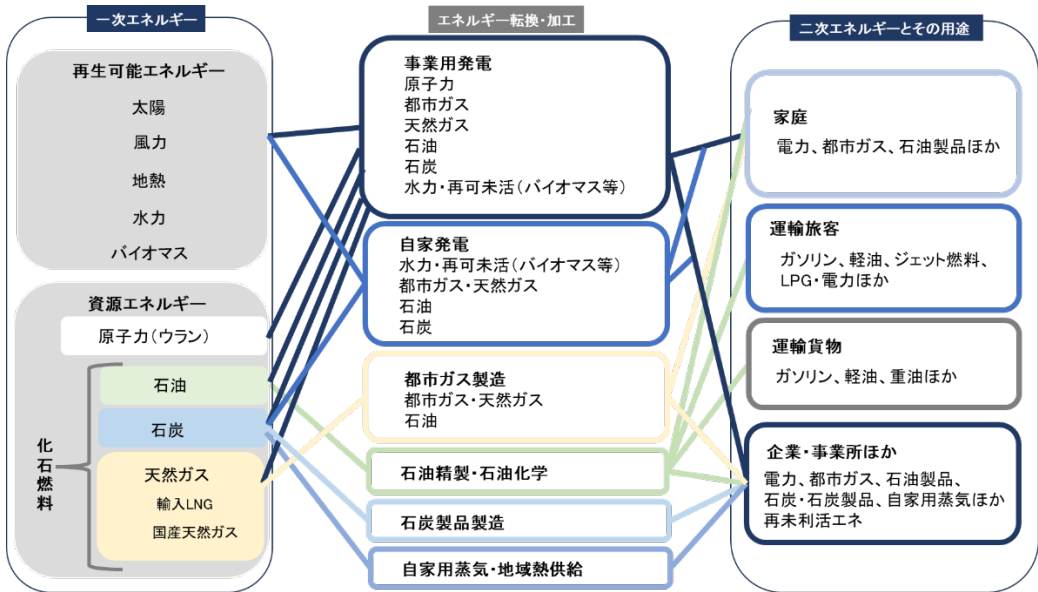 一次エネルギー
再生可能エネルギー
太陽
風力
地熱
水力
バイオマス
資源エネルギー
原子力(ウラン)
化石燃料
石油
石炭
天然ガス
輸入LNG
国産天然ガス
エネルギー転換・加工
事業用発電
原子力
都市ガス
天然ガス
石油
石炭
水力・再可未活(バイオマス等)
自家発電
水力・再可未活(バイオマス等)
都市ガス・天然ガス
石油
石炭
都市ガス製造
都市ガス・天然ガス
石油
石油精製・石油化学
石炭製品製造
自家用蒸気・地域熱供給
二次エネルギーとその用途
家庭
電力、都市ガス、石油製品ほか
運輸旅客
ガソリン、軽油、ジェット燃料、
LPG・電力ほか
運輸貨物
ガソリン、軽油、重油ほか
企業・事業所ほか
電力、都市ガス、石油製品、
石炭・石炭製品、自家用蒸気ほか
再未利活エネ